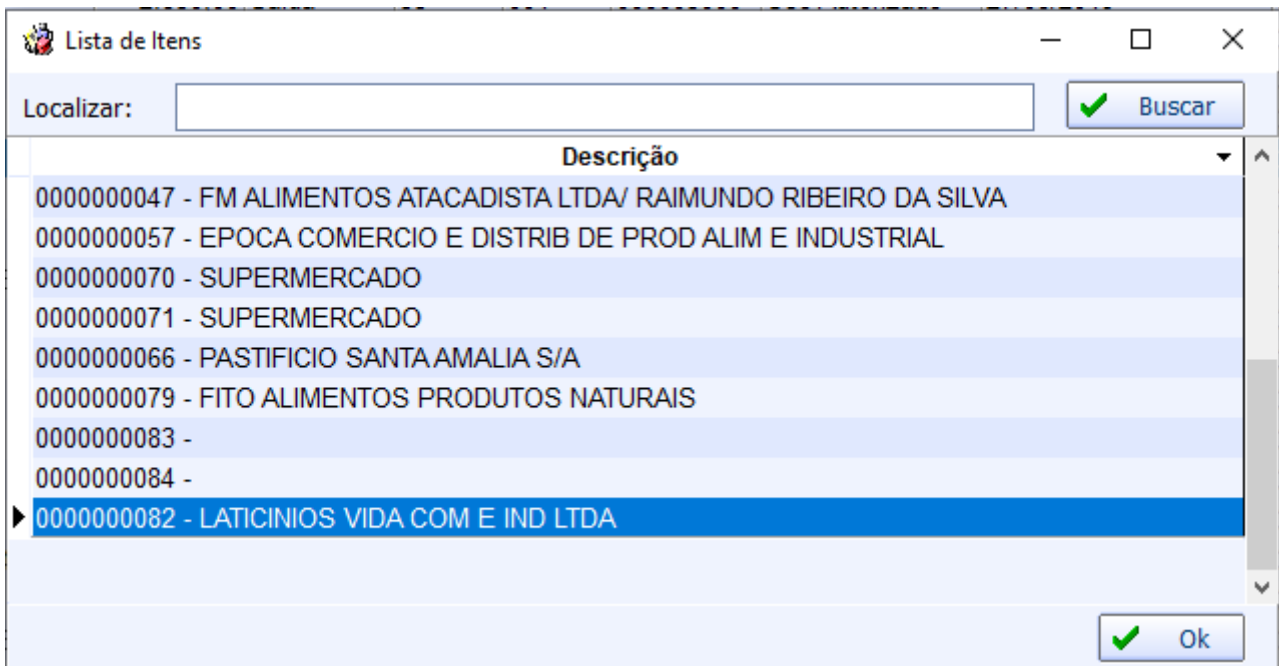 Lista de Itens
Localizar:
Buscar
Descrição
0000000047 - FM ALIMENTOS ATACADISTA LTDA/ RAIMUNDO RIBEIRO DA SILVA
0000000057 - EPOCA COMERCIO E DISTRIB DE PROD ALIM E INDUSTRIAL
0000000070 - SUPERMERCADO
0000000071 - SUPERMERCADO
0000000066 - PASTIFICIO SANTA AMALIA S/A
0000000079 - FITO ALIMENTOS PRODUTOS NATURAIS
0000000083 -
0000000084 -
0000000082 - LATICINIOS VIDA COM E IND LTDA
Ok